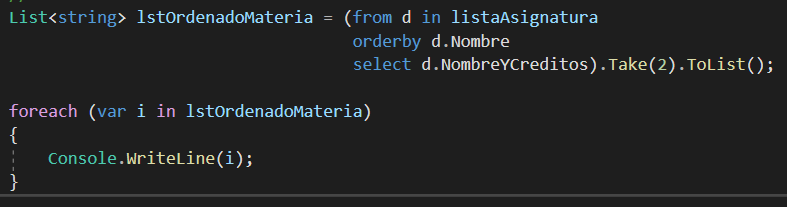 List<string> lstOrdenadoMateria = (from d in listaAsignatura
orderby d.Nombre
select d.NombreYCreditos).Take(2).ToList();
foreach (var i in lstOrdenadoMateria)
{
Console.WriteLine(i);
}